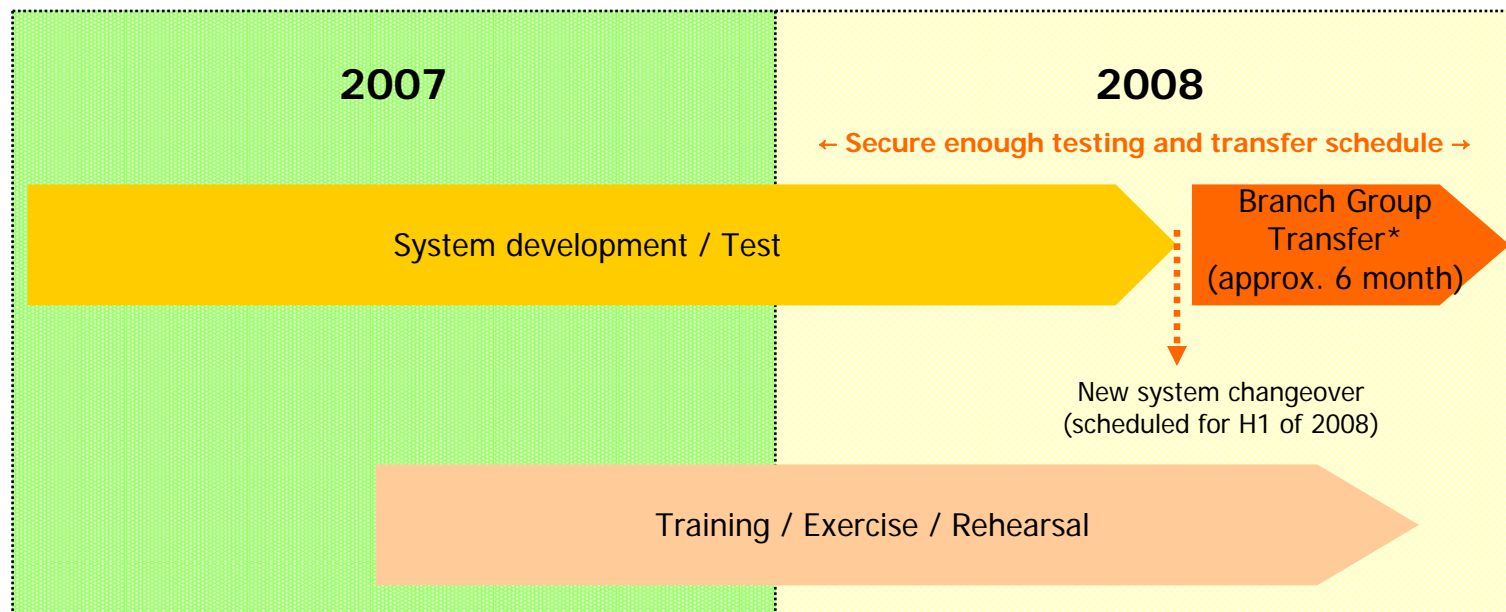 2007
2008
← Secure enough testing and transfer schedule →
System development / Test
Branch Group
Transfer*
(approx. 6 month)
New system changeover
(scheduled for H1 of 2008)
Training / Exercise / Rehearsal